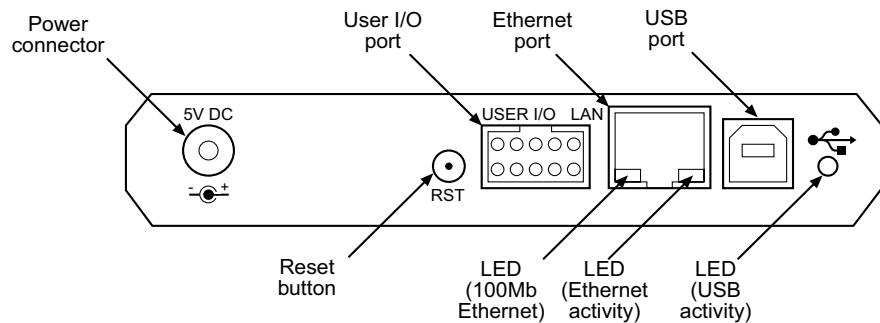 Power
connector
User I/O
port
Ethernet
port
USB
port
5V DC
USER I/O
LAN
- +
RST
Reset
button
LED
(100Mb
Ethernet)
LED
(Ethernet
activity)
LED
(USB
activity)